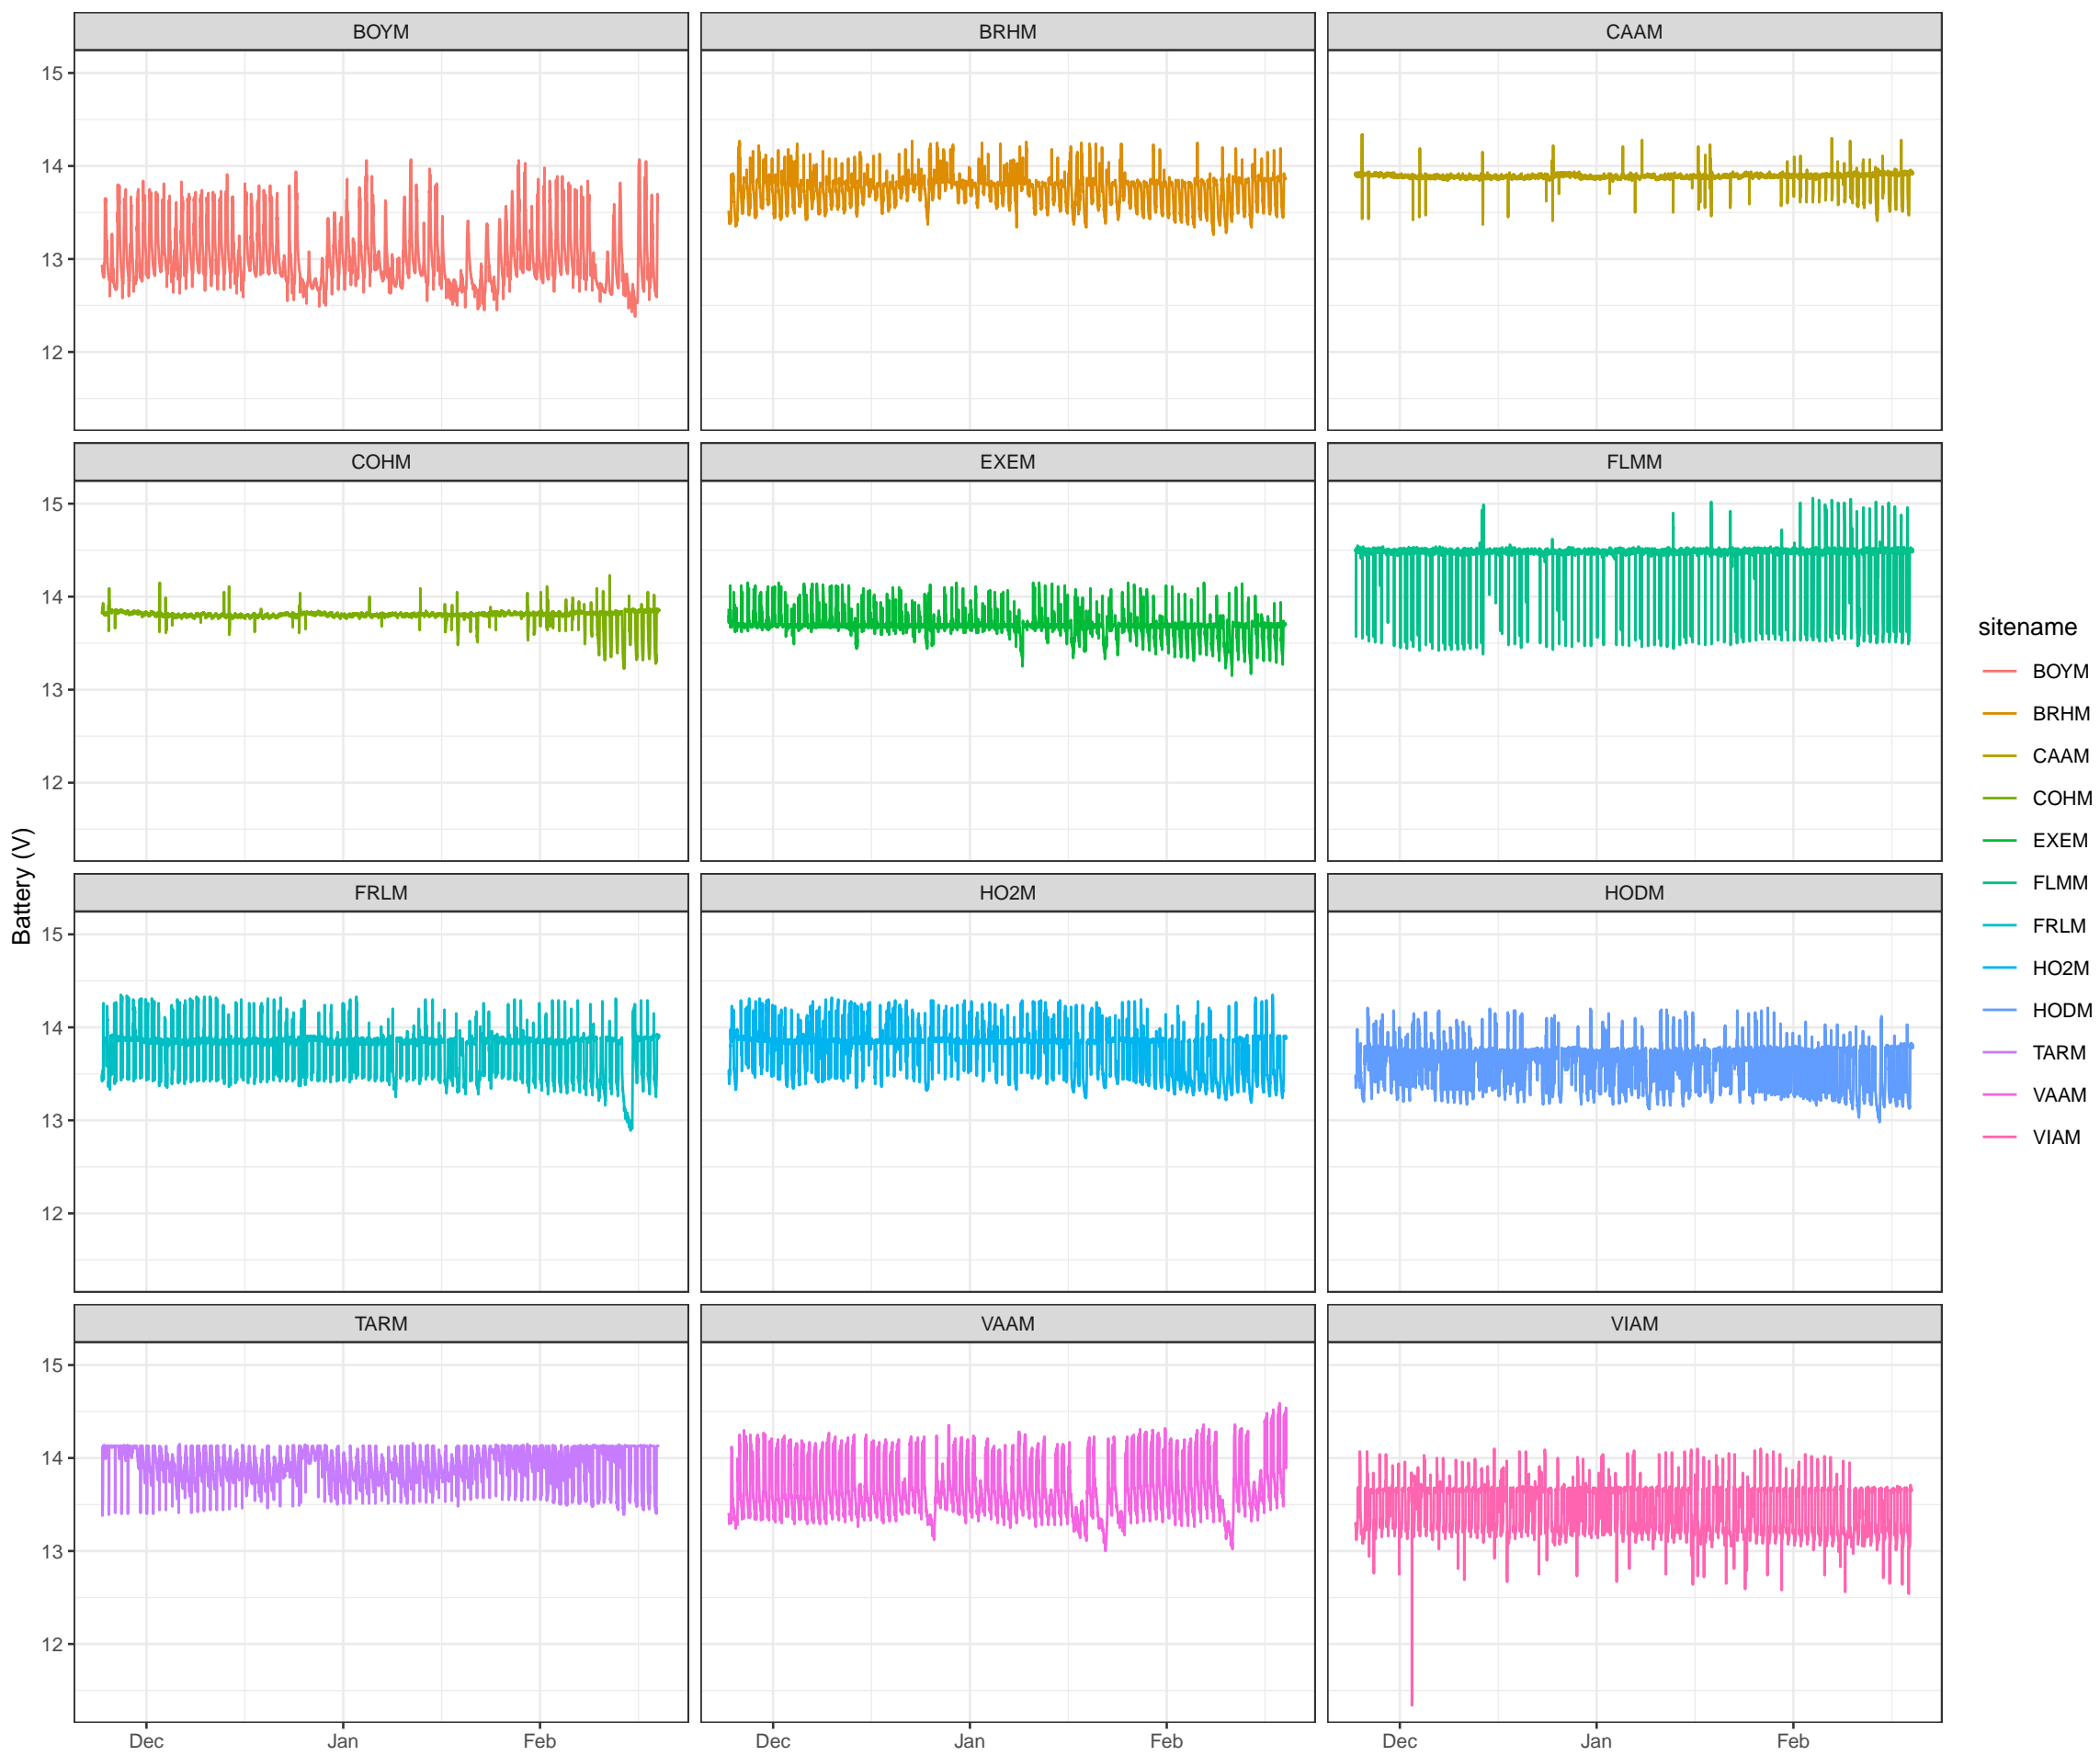 BOYM
BRHM
CAAM
15
14
13
12
COHM
EXEM
FLMM
15
14
13
12
FRLM
HO2M
HODM
15
14
13
12
TARM
VAAM
VIAM
15
14
13
12
Dec
Jan
Feb
Dec
Jan
Feb
Dec
Jan
Feb
Battery (V)
sitename
BOYM
BRHM
CAAM
COHM
EXEM
FLMM
FRLM
HO2M
HODM
TARM
VAAM
VIAM